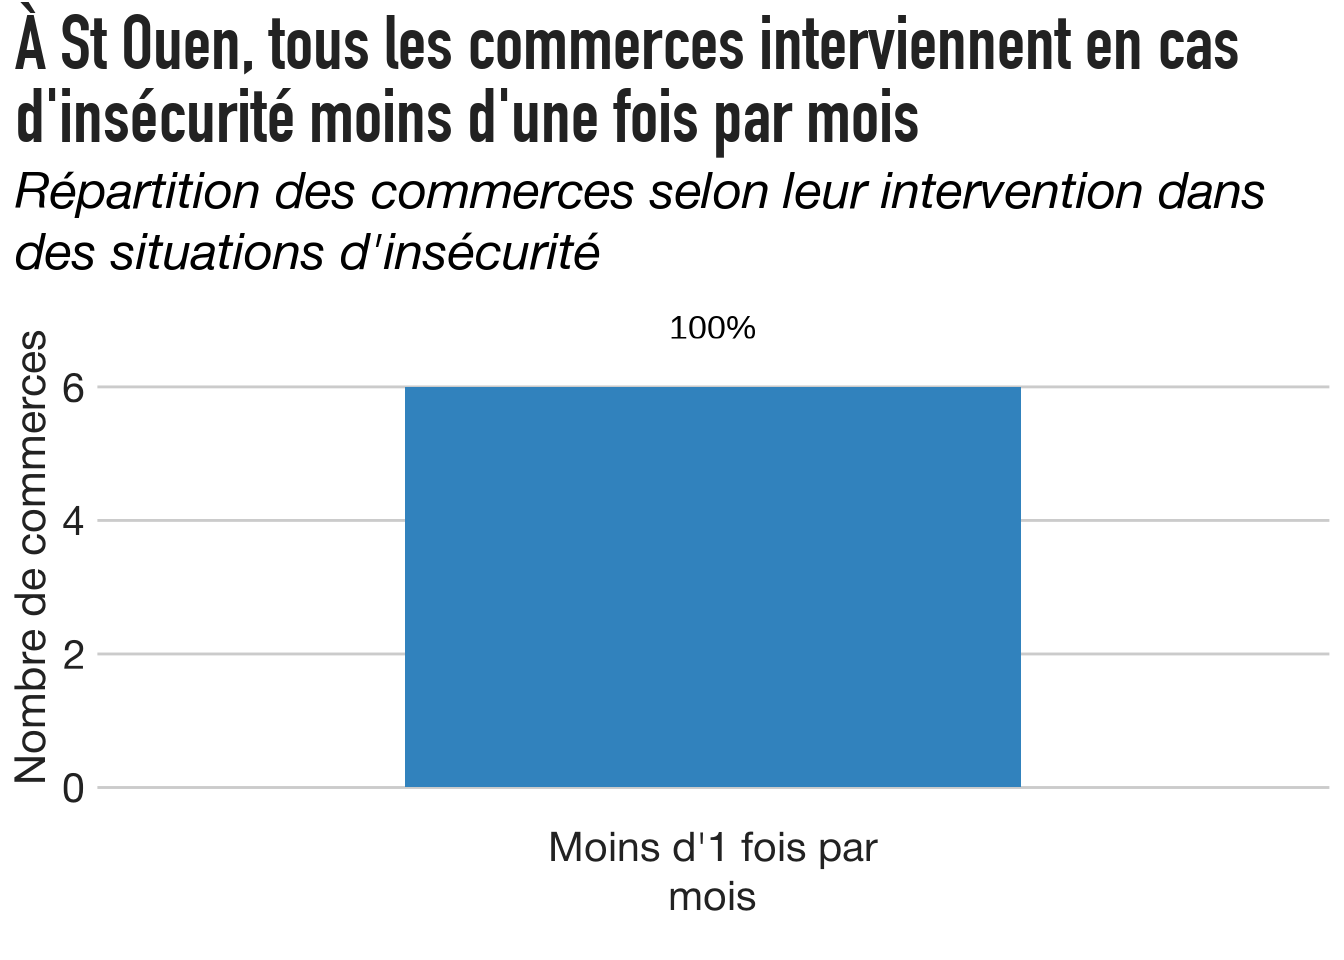 À St Ouen, tous les commerces interviennent en cas
d'insécurité moins d'une fois par mois
Répartition des commerces selon leur intervention dans
des situations d'insécurité
100%
Nombre de commerces
6
4
2
0
Moins d'1 fois par
mois